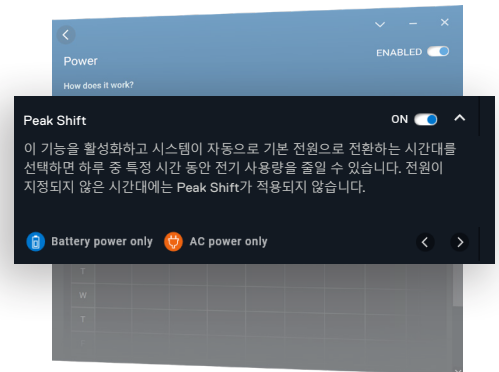 Power
ENABLED
How does it work?
Peak Shift
ON
이 기능을 활성화하고 시스템이 자동으로 기본 전원으로 전환하는 시간대를
선택하면 하루 중 특정 시간 동안 전기 사용량을 줄일 수 있습니다. 전원이
지정되지 않은 시간대에는 Peak Shift가 적용되지 않습니다.
Battery power only
AC power only
T
W
T